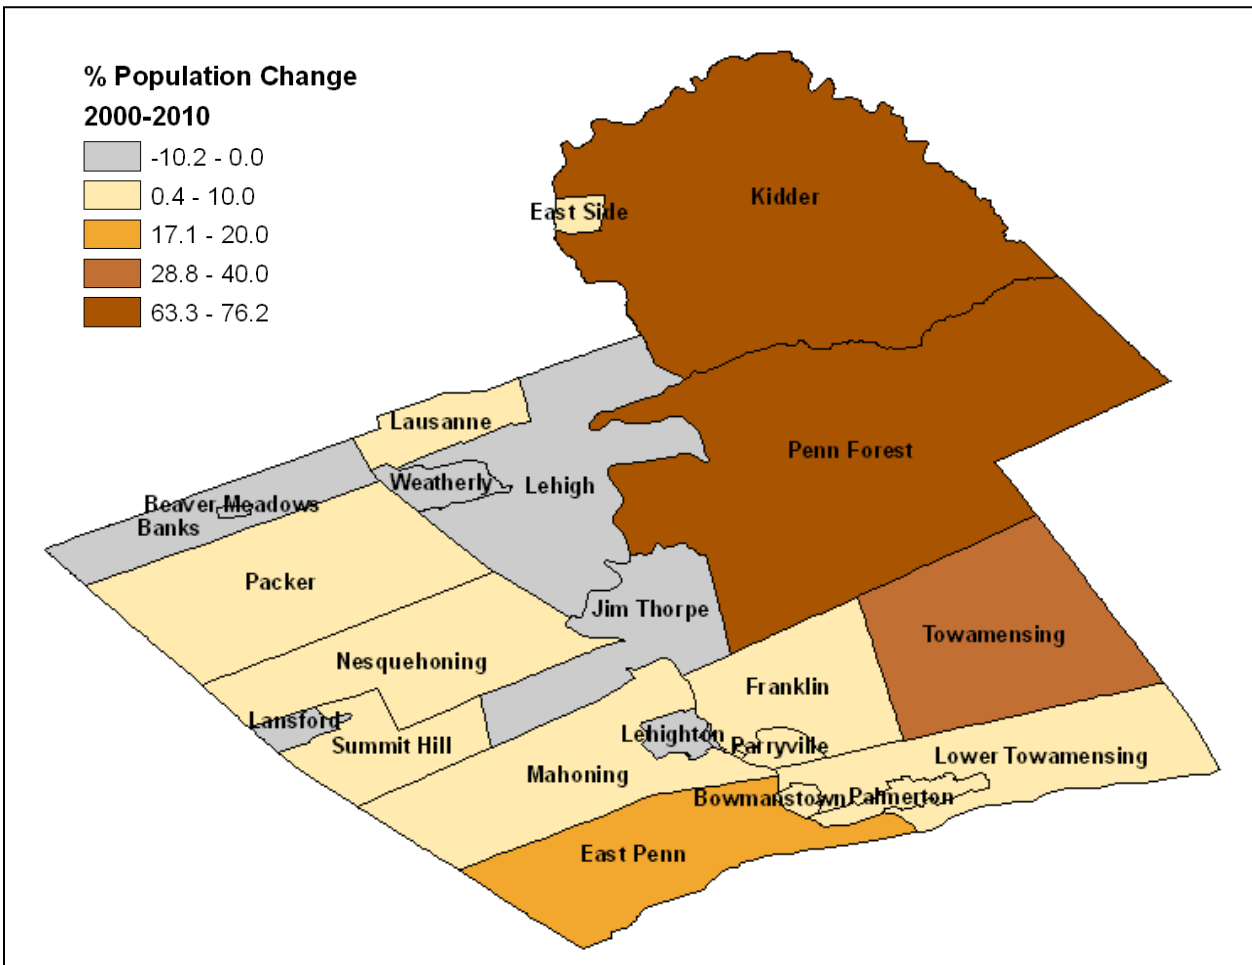 % Population Change
2000-2010
-10.2 - 0.0
0.4 - 10.0
17.1 - 20.0
28.8 - 40.0
63.3 - 76.2
Kidder
East Side
Lausanne
Penn Forest
Weatherly
Lehigh
Beaver Meadows
Banks
Packer
Jim Thorpe
Towamensing
Nesquehoning
Franklin
Lansford
Summit Hill
Lehighton
Parryville
Lower Towamensing
Mahoning
Bowmanstown
Palmerton
East Penn